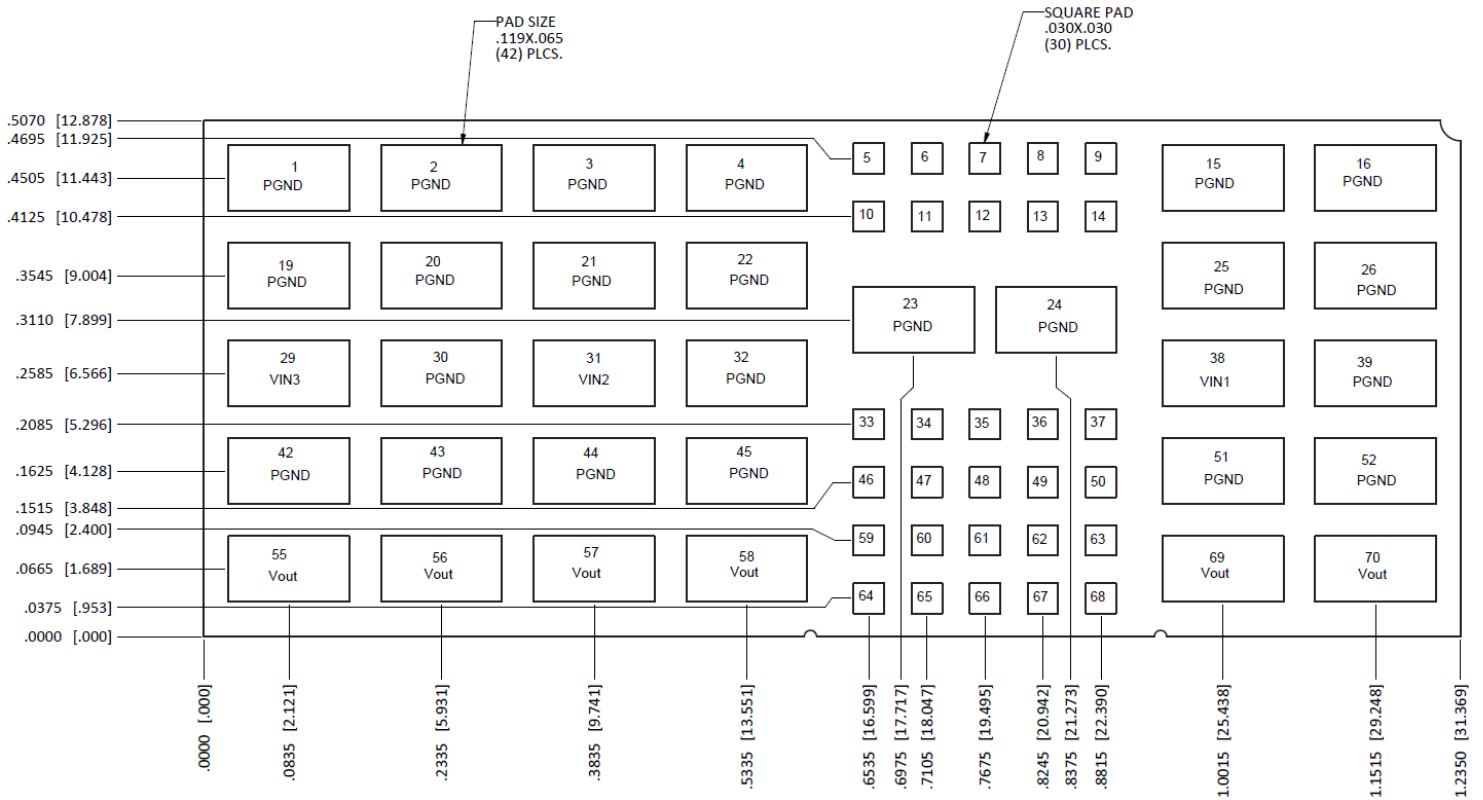 PAD SIZE
.119X.065
(42) PLCS.
SQUARE PAD
.030X.030
(30) PLCS.
.5070 [12.878]
.4695 [11.925]
.4505 [11.443]
.4125 [10.478]
.3545 [9.004]
.3110 [7.899]
.2585 [6.566]
.2085 [5.296]
.1625 [4.128]
.1515 [3.848]
.0945 [2.400]
.0665 [1.689]
.0375 [.953]
.0000 [.000]
1
PGND
2
PGND
3
PGND
4
PGND
5
6
7
8
9
15
PGND
16
PGND
10
11
12
13
14
19
PGND
20
PGND
21
PGND
22
PGND
25
PGND
26
PGND
23
PGND
24
PGND
29
VIN3
30
PGND
31
VIN2
32
PGND
38
VIN1
39
PGND
33
34
35
36
37
42
PGND
43
PGND
44
PGND
45
PGND
51
PGND
52
PGND
46
47
48
49
50
59
60
61
62
63
55
Vout
56
Vout
57
Vout
58
Vout
69
Vout
70
Vout
64
65
66
67
68
.0000 [.000]
.0835 [2.121]
.2335 [5.931]
.3835 [9.741]
.5335 [13.551]
.6535 [16.599]
.6975 [17.717]
.7105 [18.047]
.7675 [19.495]
.8245 [20.942]
.8375 [21.273]
.8815 [22.390]
1.0015 [25.438]
1.1515 [29.248]
1.2350 [31.369]